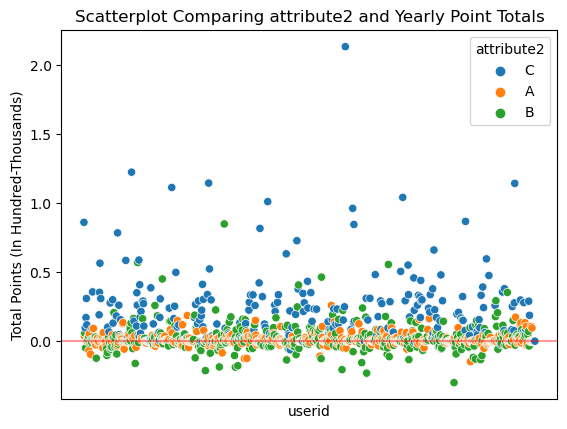 Scatterplot Comparing attribute2 and Yearly Point Totals
Total Points (In Hundred-Thousands)
2.0
1.5
1.0
0.5
0.0
attribute2
C
A
B
userid